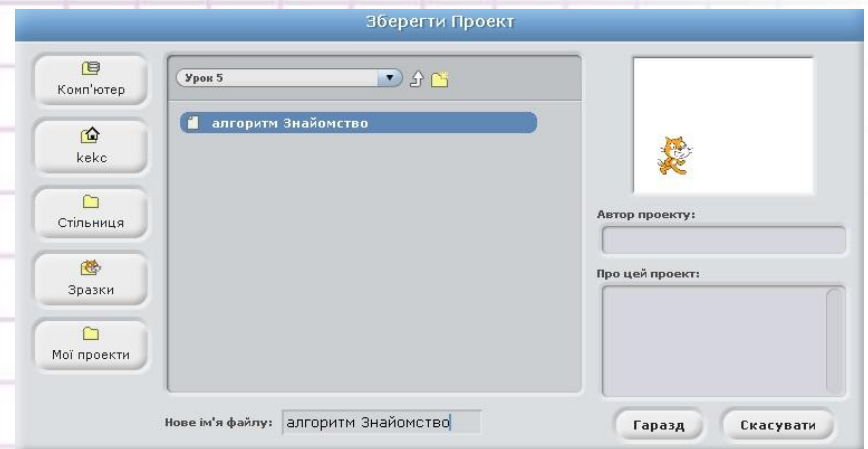 Зберегти Проект
Комп'ютер
kekc
Стільниця
Зразки
Мої проекти
Урок 5
алгоритм Знайомство
Автор проекту:
Про цей проект:
Нове ім'я файлу: алгоритм Знайомство
Гаразд
Скасувати